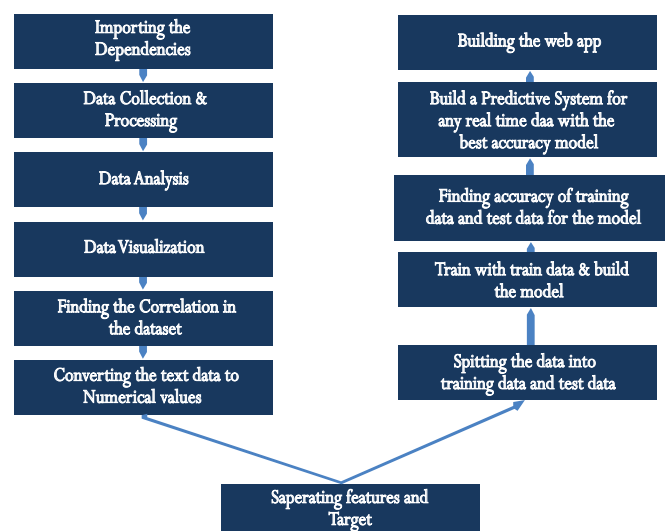 Importing the
Dependencies
Data Collection &
Processing
Data Analysis
Data Visualization
Finding the Correlation in
the dataset
Converting the text data to
Numerical values
Saperating features and
Target
Spitting the data into
training data and test data
Train with train data & build
the model
Finding accuracy of training
data and test data for the model
Build a Predictive System for
any real time daa with the
best accuracy model
Building the web app